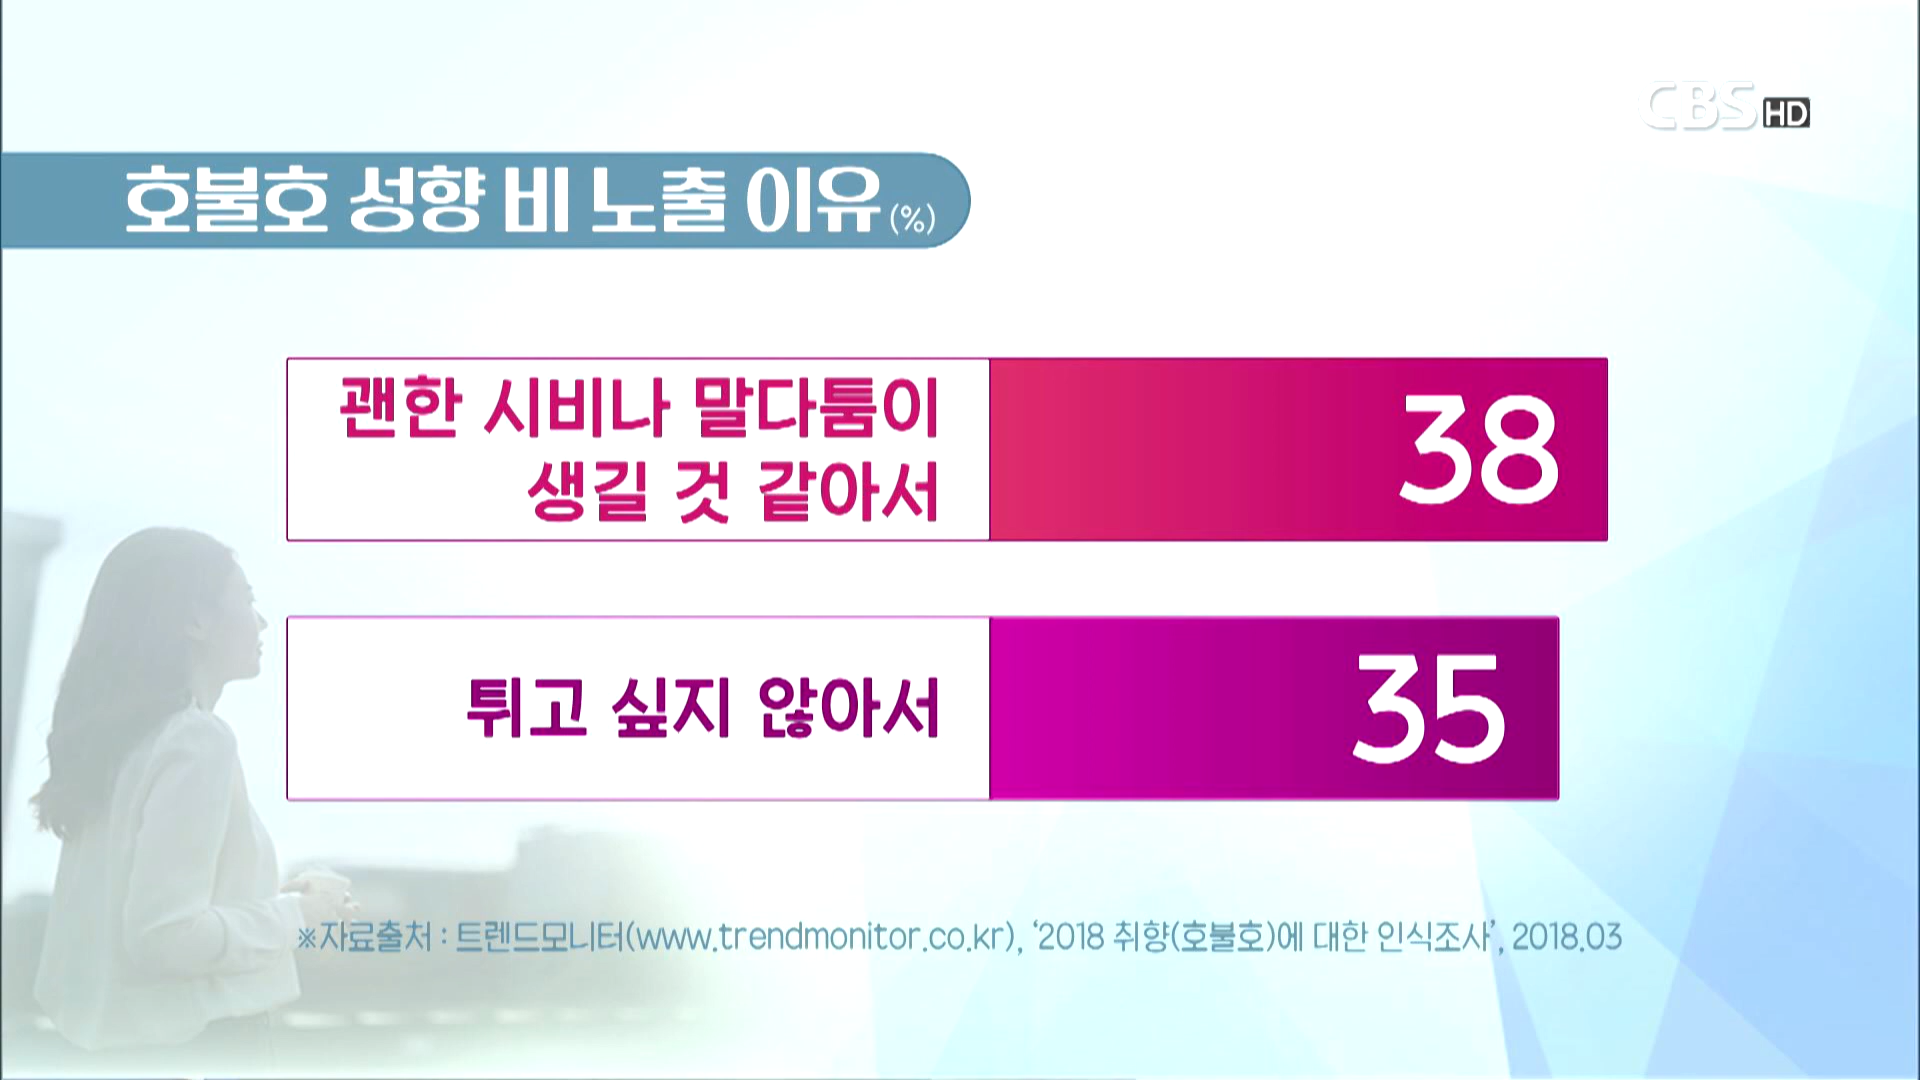 CBS HD
호불호 성향 비 노출 이유(%)
괜한 시비나 말다툼이
생길 것 같아서
38
튀고 싶지 않아서
35
※자료출처 : 트렌드모니터(www.trendmonitor.co.kr), ‘2018 취향(호불호)에 대한 인식조사’, 2018.03